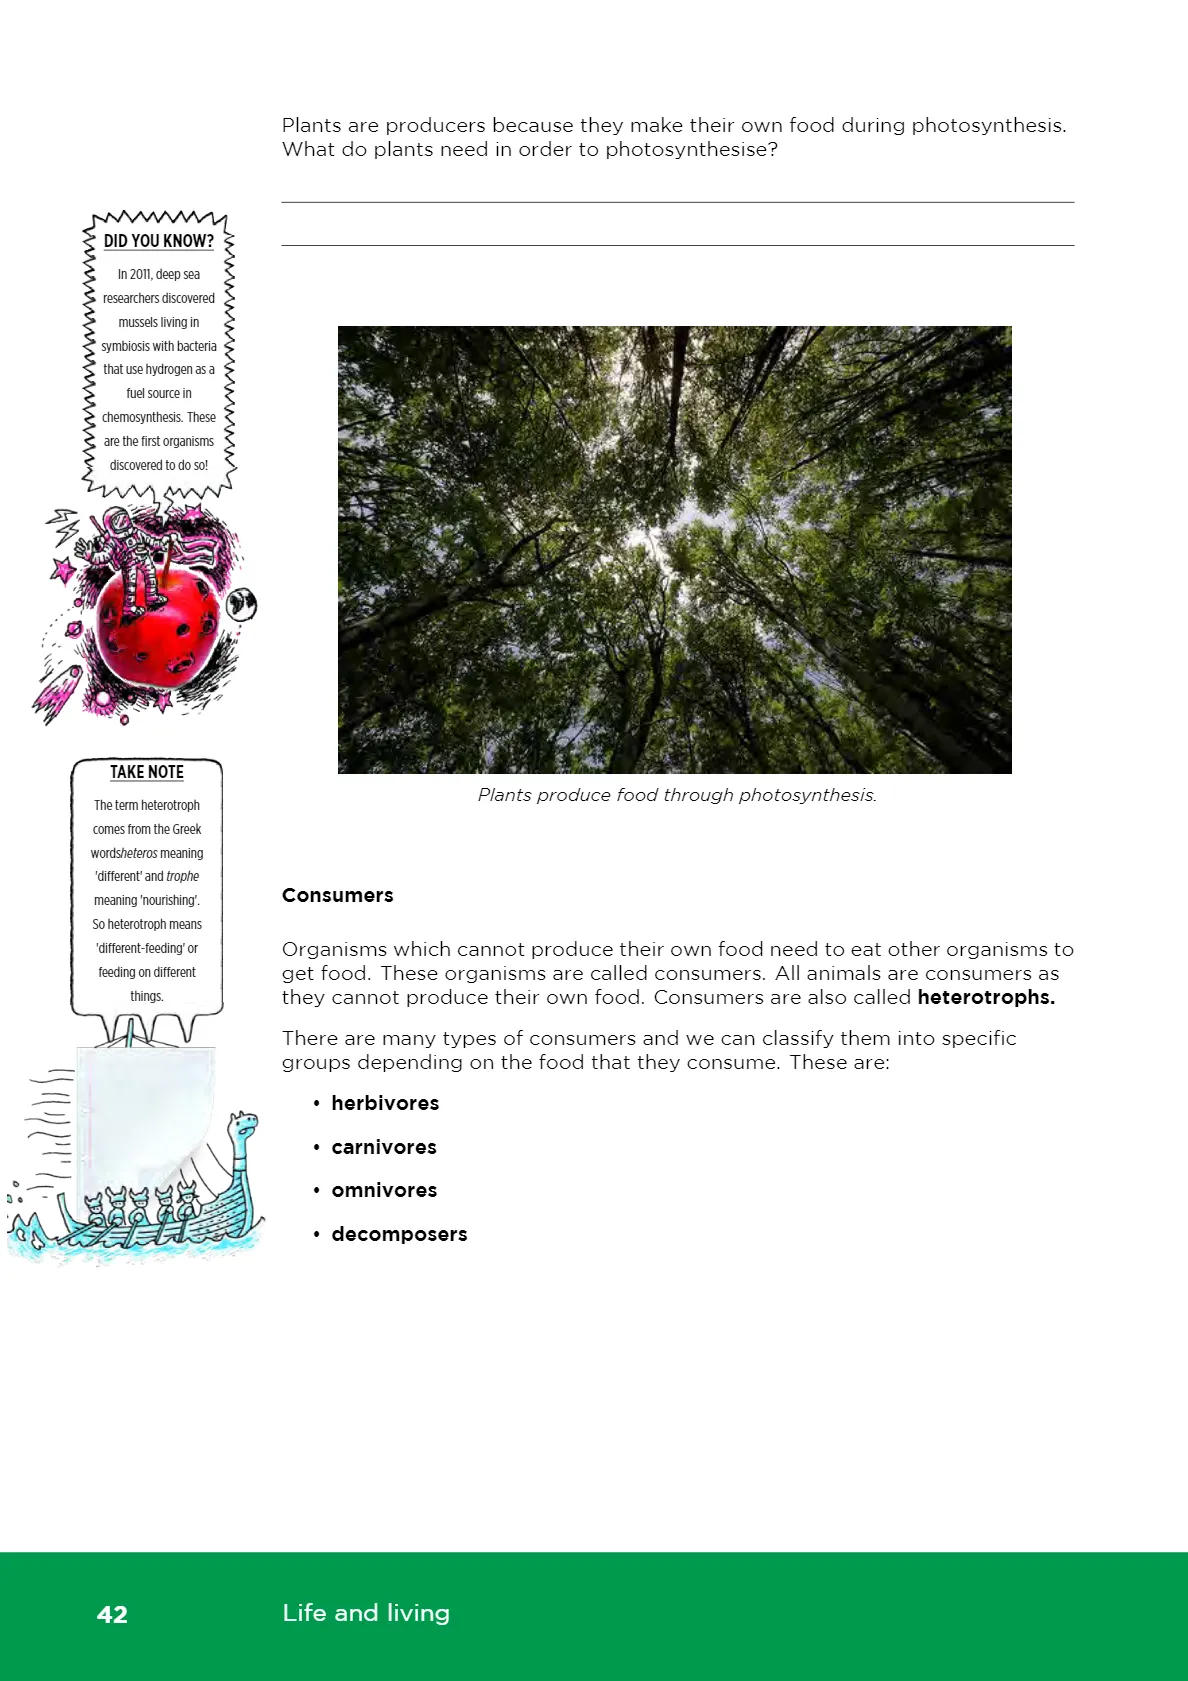 Plants are producers because they make their own food during photosynthesis.
What do plants need in order to photosynthesise?
DID YOU KNOW?
In 2011, deep sea
researchers discovered
mussels living in
symbiosis with bacteria
that use hydrogen as a
fuel source in
chemosynthesis. These
are the first organisms
discovered to do so!
Plants produce food through photosynthesis.
TAKE NOTE
The term heterotroph
comes from the Greek
wordsheteros meaning
'different' and trophe
meaning 'nourishing'.
So heterotroph means
'different-feeding' or
feeding on different
things.
Consumers
Organisms which cannot produce their own food need to eat other organisms to
get food. These organisms are called consumers. All animals are consumers as
they cannot produce their own food. Consumers are also called heterotrophs.
There are many types of consumers and we can classify them into specific
groups depending on the food that they consume. These are:
• herbivores
• carnivores
• omnivores
• decomposers
42 Life and living